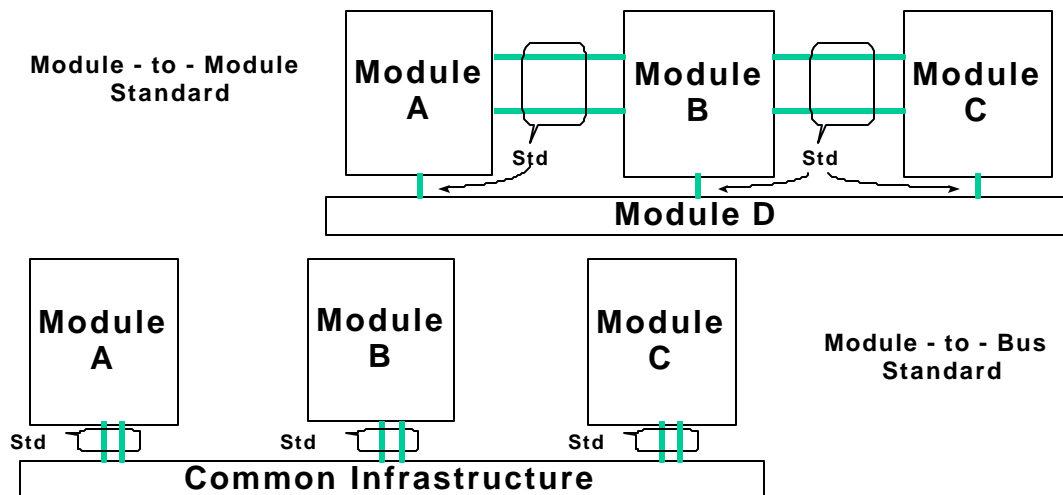 Module - to - Module
Standard
Module
A
Module
B
Module
C
Std
Std
Module D
Module
A
Module
B
Module
C
Module - to - Bus
Standard
Std
Std
Std
Common Infrastructure